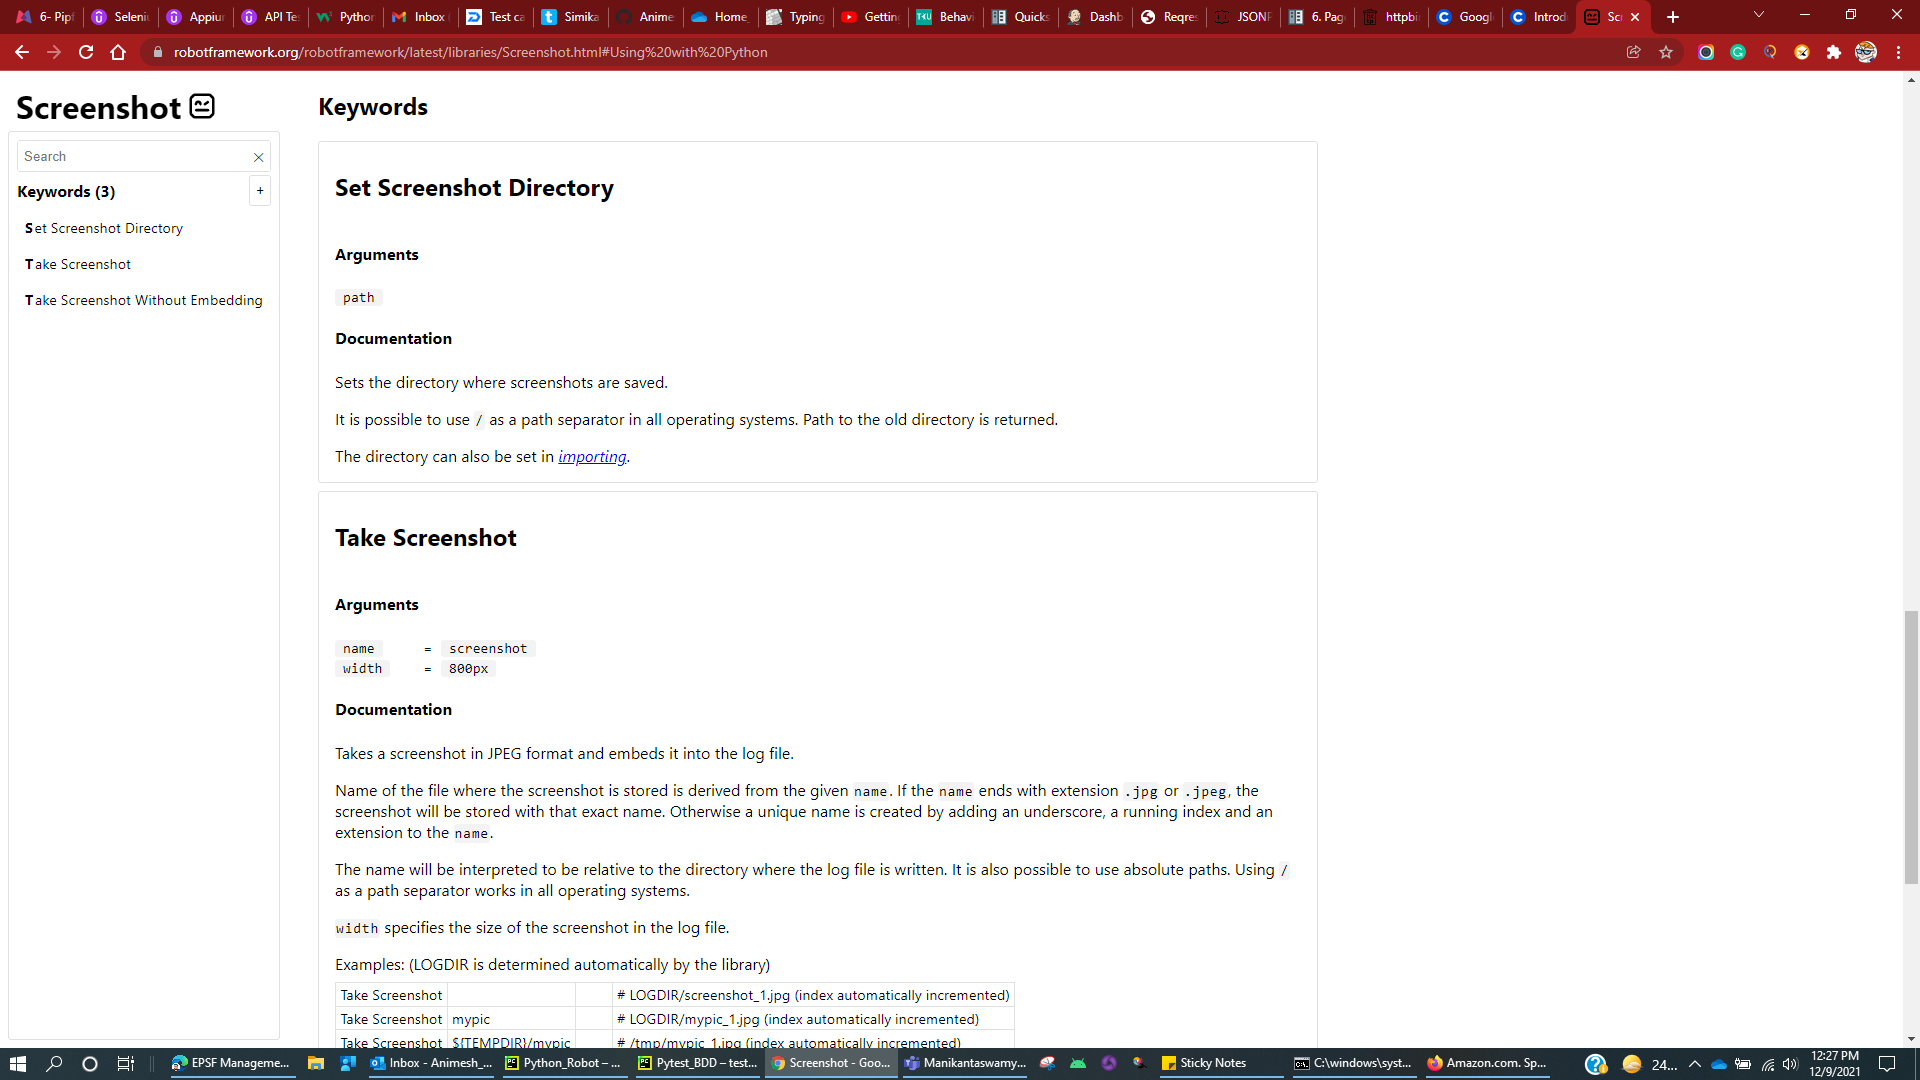 6- Pipf
Seleniu
Appiur
API Te
Python
Inbox
Test ca
Simika
Anime
Home
Typing
Gettin
Behavi
Quicks
Dashb
Reqres
JSONP
6. Page
httpbi
Googl
Introd
Scr
robotframework.org/robotframework/latest/libraries/Screenshot.html#Using%20with%20Python
Screenshot
Search
Keywords (3)
+
Set Screenshot Directory
Take Screenshot
Take Screenshot Without Embedding
Keywords
Set Screenshot Directory
Arguments
path
Documentation
Sets the directory where screenshots are saved.
It is possible to use / as a path separator in all operating systems. Path to the old directory is returned.
The directory can also be set in importing.
Take Screenshot
Arguments
name = screenshot
width = 800px
Documentation
Takes a screenshot in JPEG format and embeds it into the log file.
Name of the file where the screenshot is stored is derived from the given name. If the name ends with extension .jpg or .jpeg, the
screenshot will be stored with that exact name. Otherwise a unique name is created by adding an underscore, a running index and an
extension to the name.
The name will be interpreted to be relative to the directory where the log file is written. It is also possible to use absolute paths. Using /
as a path separator works in all operating systems.
width specifies the size of the screenshot in the log file.
Examples: (LOGDIR is determined automatically by the library)
Take Screenshot # LOGDIR/screenshot_1.jpg (index automatically incremented)
Take Screenshot mypic # LOGDIR/mypic_1.jpg (index automatically incremented)
Take Screenshot ${TEMPDIR}/mypic # /tmp/mypic_1.jpg (index automatically incremented)
EPSF Manageme...
Inbox - Animesh_...
Python_Robot – ...
Pytest_BDD – test...
Screenshot - Goo...
Manikantaswamy...
Sticky Notes
C:\windows\syst...
Amazon.com. Sp...
24...
12:27 PM
12/9/2021